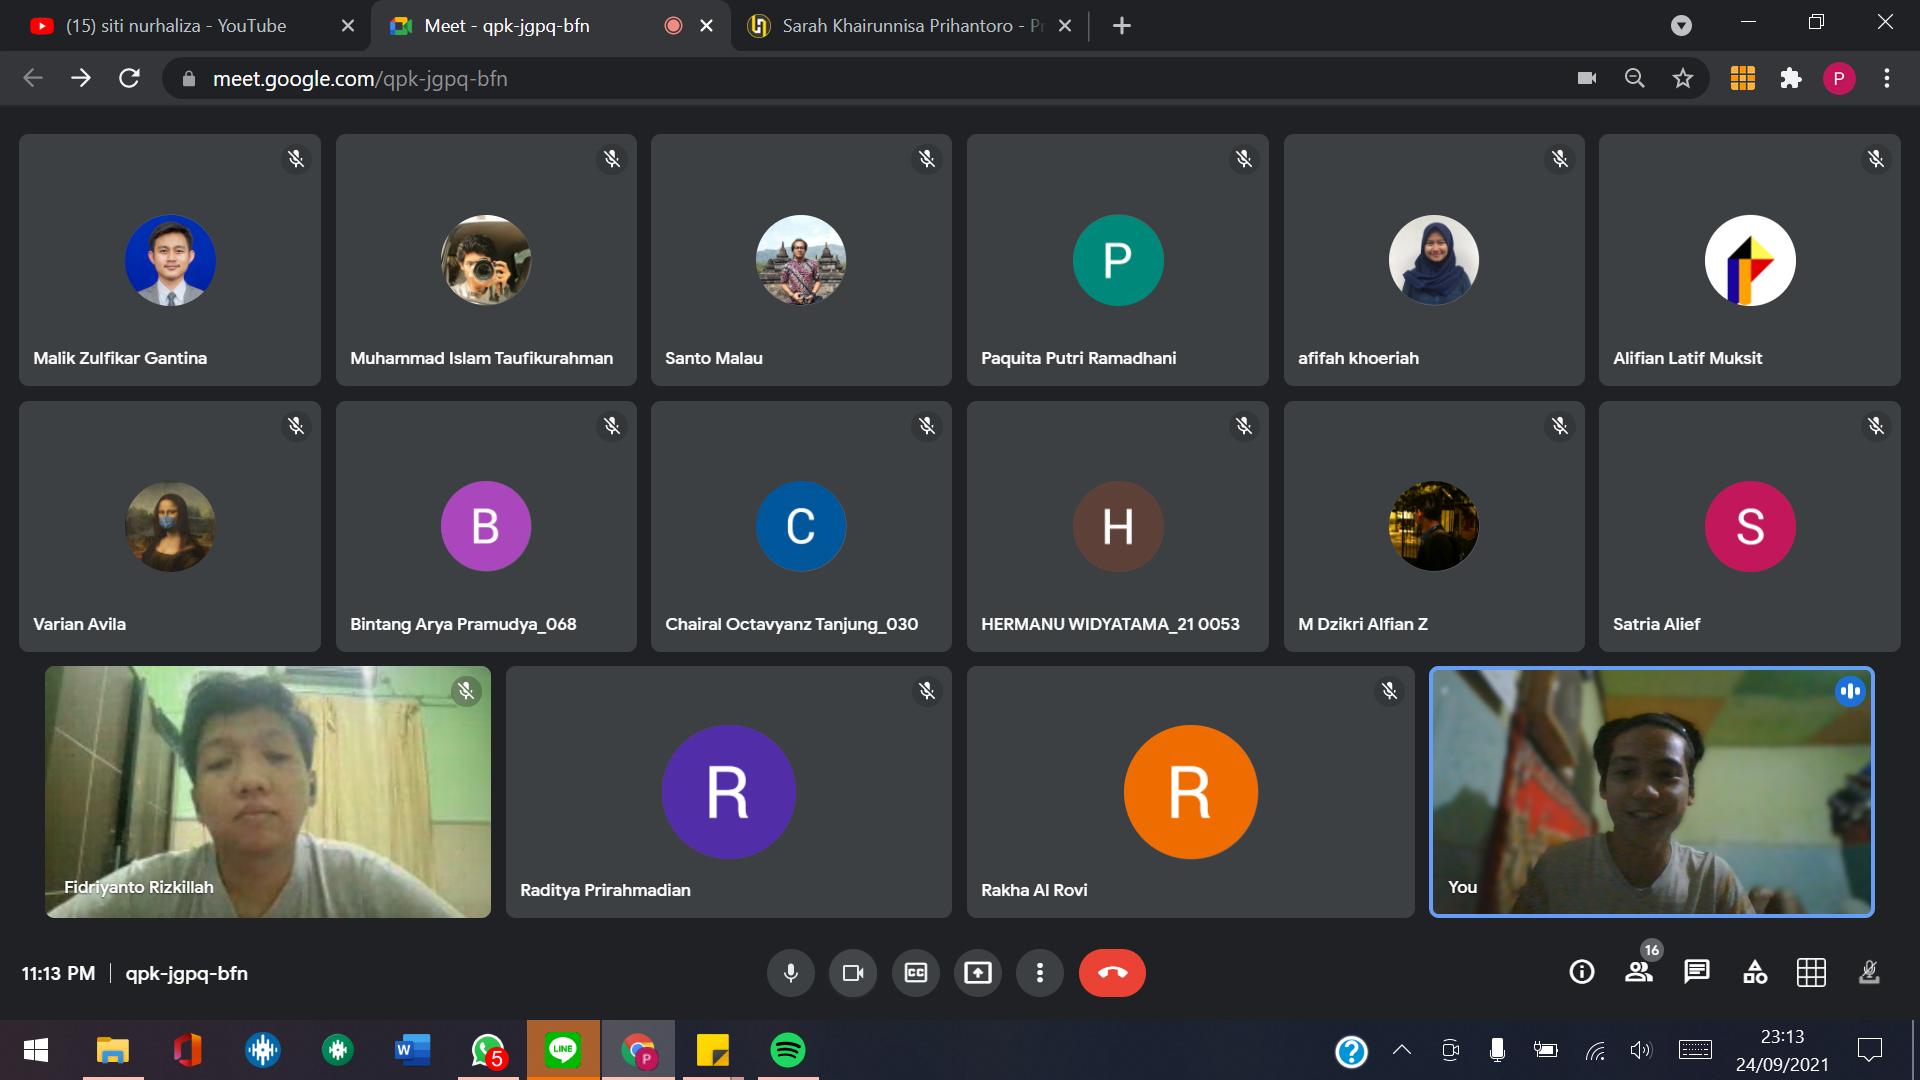 (15) siti nurhaliza - YouTube
Meet - qpk-jgpq-bfn
Sarah Khairunnisa Prihantoro - Pr
meet.google.com/qpk-jgpq-bfn
P
Malik Zulfikar Gantina
Muhammad Islam Taufikurahman
Santo Malau
P
Paquita Putri Ramadhani
afifah khoeriah
Alifian Latif Muksit
Varian Avila
B
Bintang Arya Pramudya_068
C
Chairal Octavyanz Tanjung_030
H
HERMANU WIDYATAMA_21 0053
M Dzikri Alfian Z
S
Satria Alief
Fidriyanto Rizkillah
R
Raditya Prirahmadian
R
Rakha Al Rovi
You
11:13 PM | qpk-jgpq-bfn
CC
16
W
5
LINE
P
?
23:13
24/09/2021